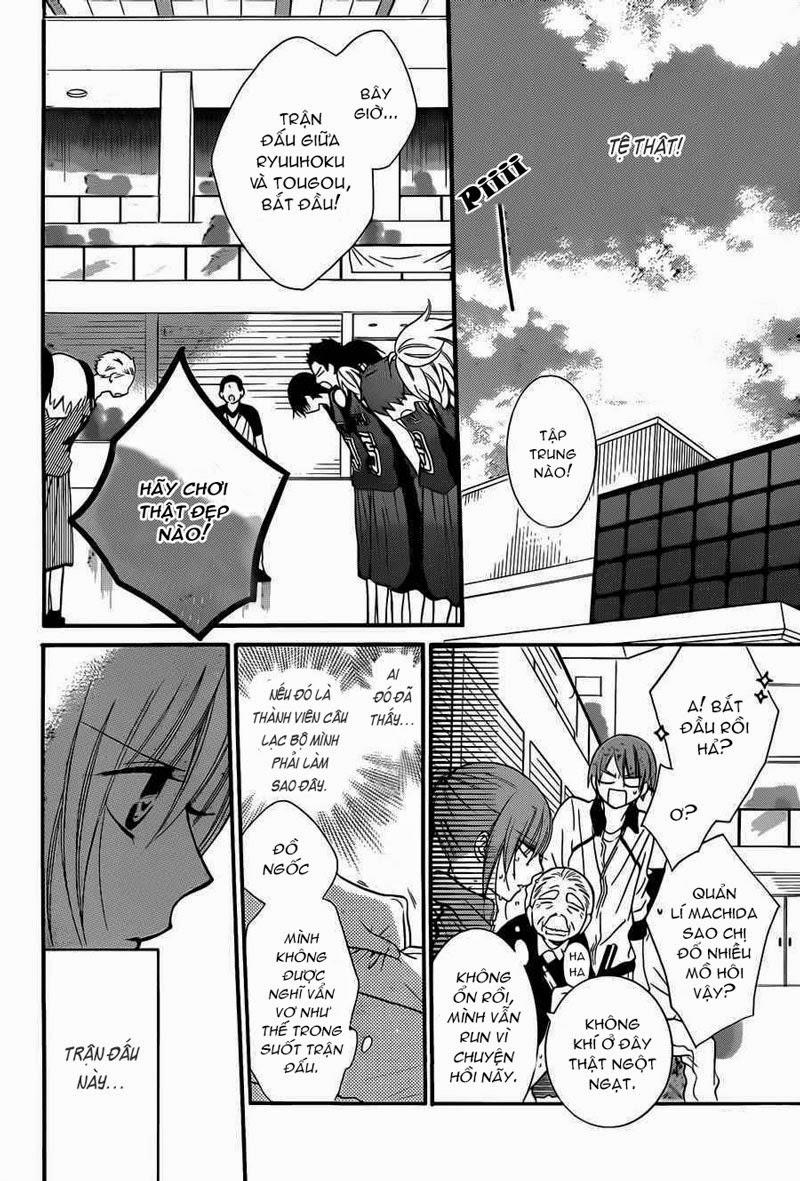 TỆ THẬT!
Piiii
TẬP
TRUNG
NÀO!
BÂY
GIỜ...
TRẬN
ĐẤU GIỮA
RYUUHOKU
VÀ TOUGOU,
BẮT ĐẦU!
HÃY CHƠI
THẬT ĐẸP
NÀO!
A! BẮT
ĐẦU RỒI
HẢ?
Ơ?
QUẢN
LÍ MACHIDA
SAO CHỊ
ĐỔ NHIỀU
MỒ HÔI
VẬY?
HA
HA
KHÔNG
KHÍ Ở ĐÂY
THẬT NGỘT
NGẠT.
KHÔNG
ỔN RỒI,
MÌNH VẪN
RUN VÌ
CHUYỆN
HỒI NÃY.
AI
ĐÓ ĐÃ
THẤY...
NẾU ĐÓ LÀ
THÀNH VIÊN CÂU
LẠC BỘ MÌNH
PHẢI LÀM
SAO ĐÂY.
ĐỒ
NGỐC
MÌNH
KHÔNG
ĐƯỢC
NGHĨ VẨN
VƠ NHƯ
THẾ TRONG
SUỐT TRẬN
ĐẤU.
TRẬN ĐẤU
NÀY...